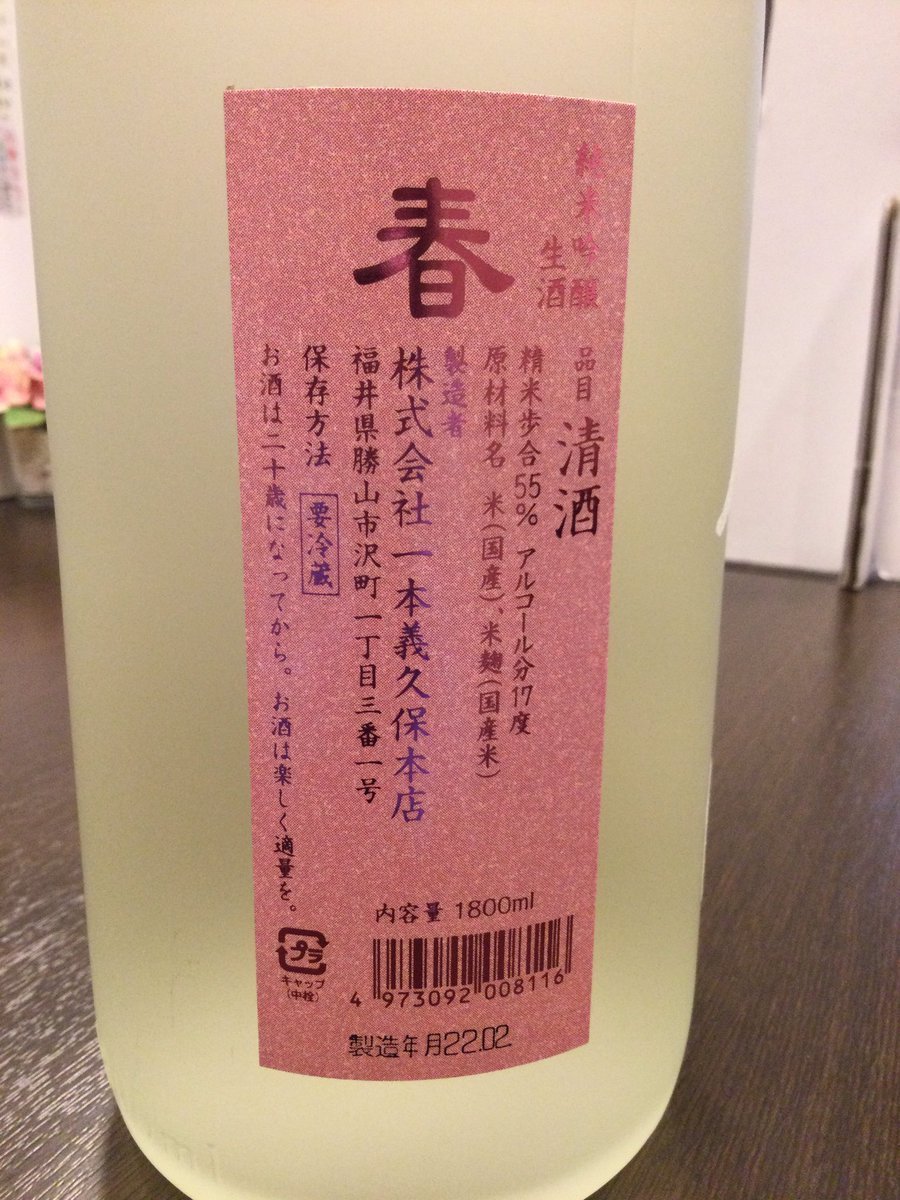 純米吟醸
生酒
春
品目 清酒
精米歩合55% アルコール分17度
原材料名 米(国産)、米麹(国産米)
製造者
株式会社一本義久保本店
福井県勝山市沢町一丁目三番一号
保存方法 要冷蔵
お酒は二十歳になってから。お酒は楽しく適量を。
内容量 1800ml
プラ
キャップ
(中栓)
4 973092 008116
製造年月22.02